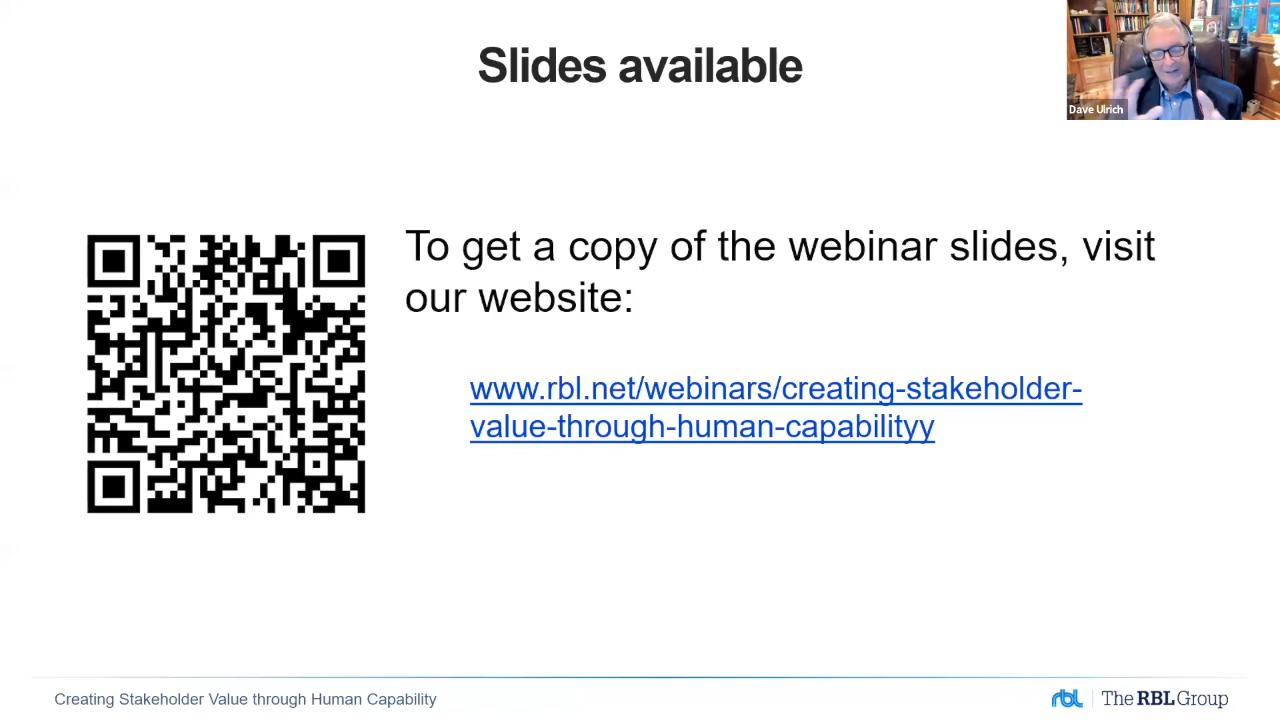 Slides available
Dave Ulrich
To get a copy of the webinar slides, visit
our website:
www.rbl.net/webinars/creating-stakeholder-
value-through-human-capabilityy
Creating Stakeholder Value through Human Capability
rbl The RBL Group